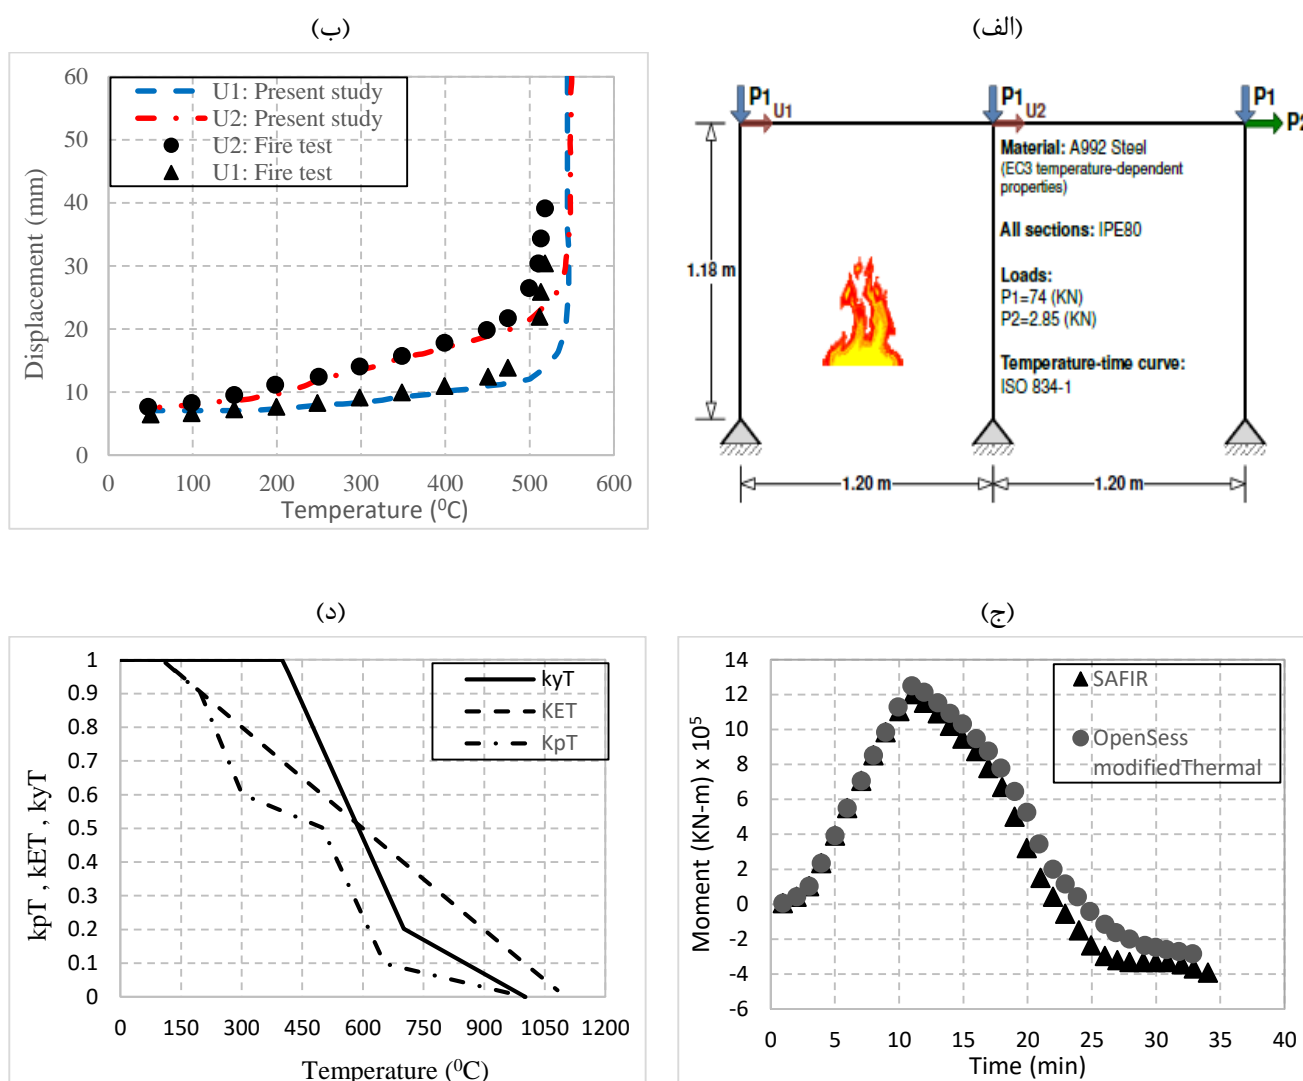 (ب)
(الف)
60
50
40
30
20
10
0
Displacement (mm)
U1: Present study
U2: Present study
U2: Fire test
U1: Fire test
0 100 200 300 400 500 600
Temperature (⁰C)
P1 P1 P1
U1 U2 P2
Material: A992 Steel
(EC3 temperature-dependent
properties)
All sections: IPE80
1.18 m
Loads:
P1=74 (KN)
P2=2.85 (KN)
Temperature-time curve:
ISO 834-1
1.20 m 1.20 m
(د)
(ج)
1
0.9
0.8
0.7
0.6
0.5
0.4
0.3
0.2
0.1
0
kpT , kET , kyT
kyT
KET
KpT
0 150 300 450 600 750 900 1050 1200
Temperature (⁰C)
14
12
10
8
6
4
2
0
-2
-4
-6
Moment (KN-m) x 10⁵
SAFIR
OpenSess
modifiedThermal
0 5 10 15 20 25 30 35 40
Time (min)